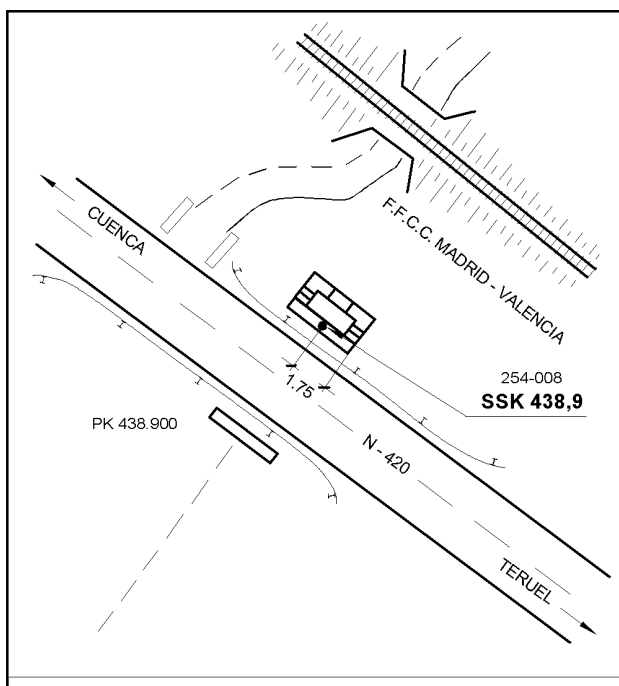 CUENCA
F.F.C.C. MADRID - VALENCIA
254-008
SSK 438,9
1.75
PK 438.900
N - 420
TERUEL